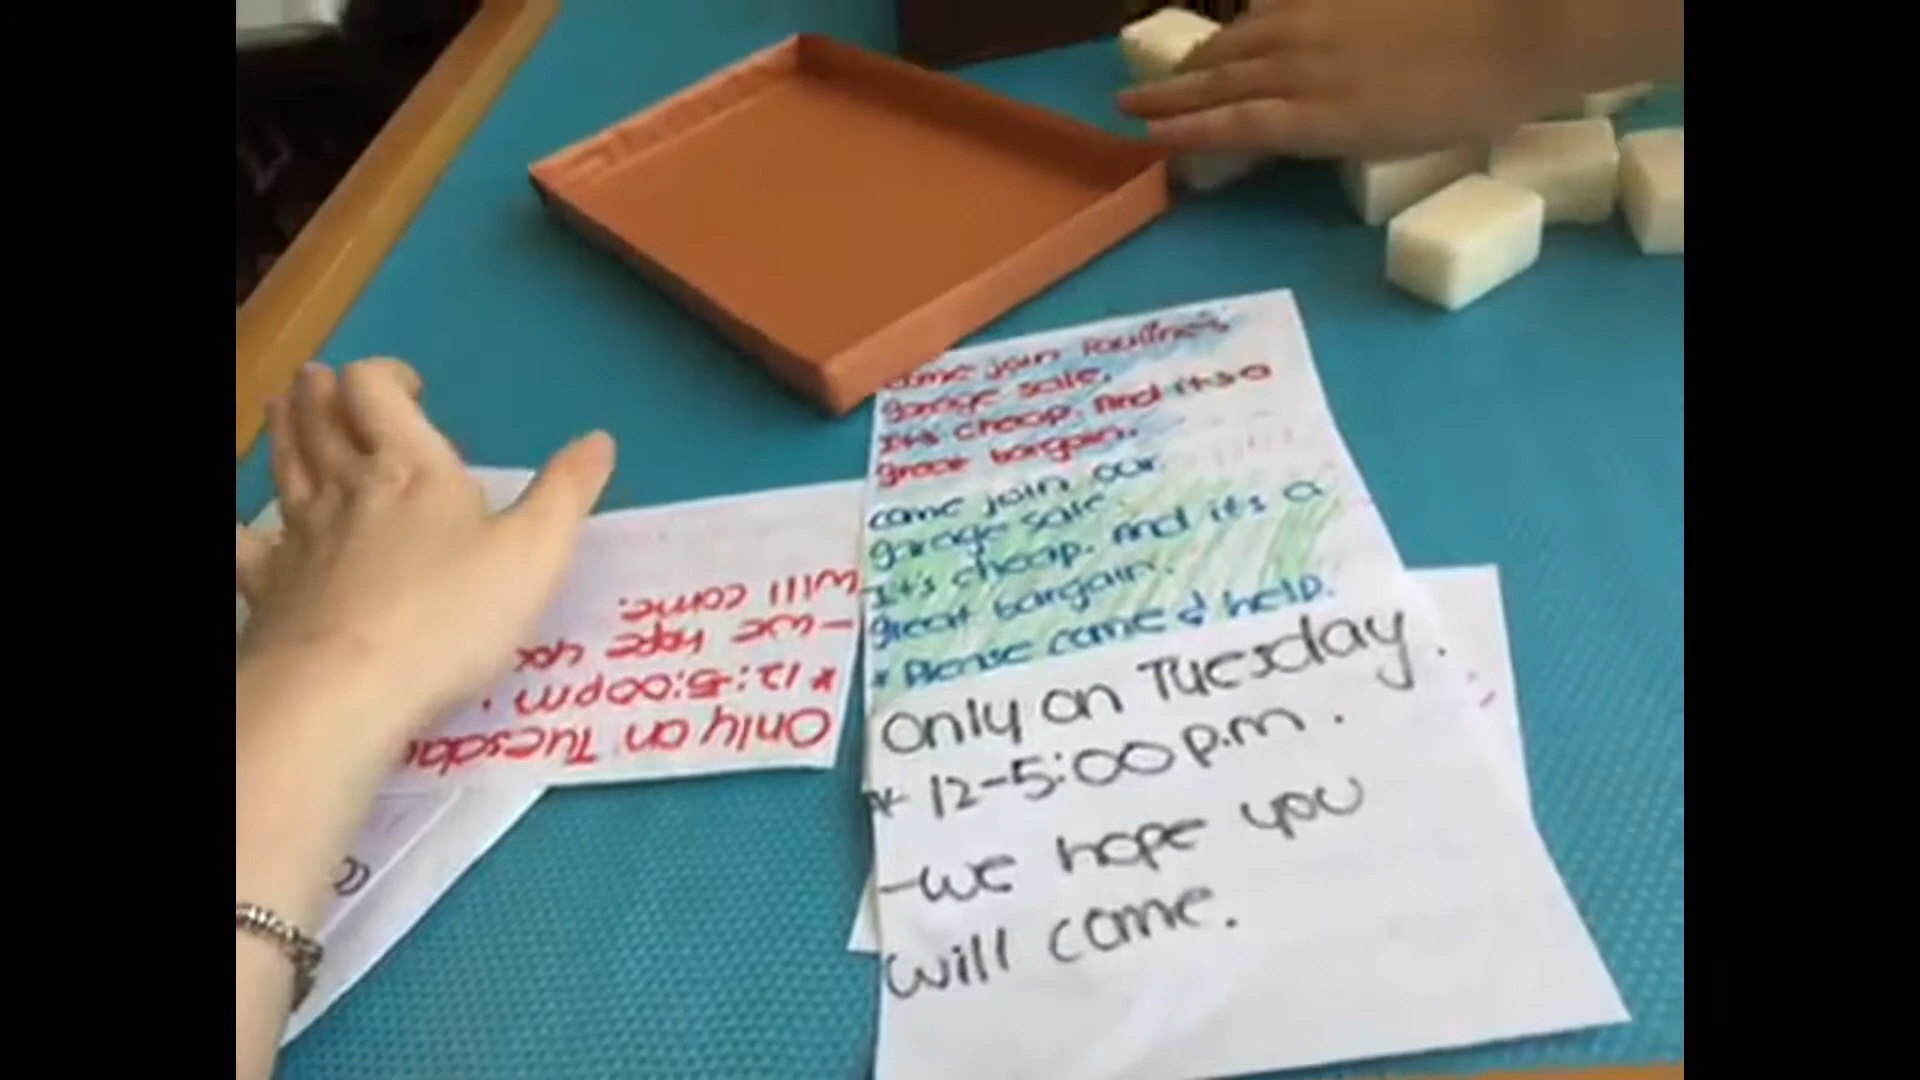 come join Pauline's
garage sale.
It's cheap. And it's a
great bargain.
come join our
garage sale.
It's cheap. And it's a
great bargain.
* Please come & help.
Only on Tuesday.
* 12-5:00 p.m.
-we hope you
will come.
Only on Tuesda
* 12:-5:00pm.
-we hope you
will come.